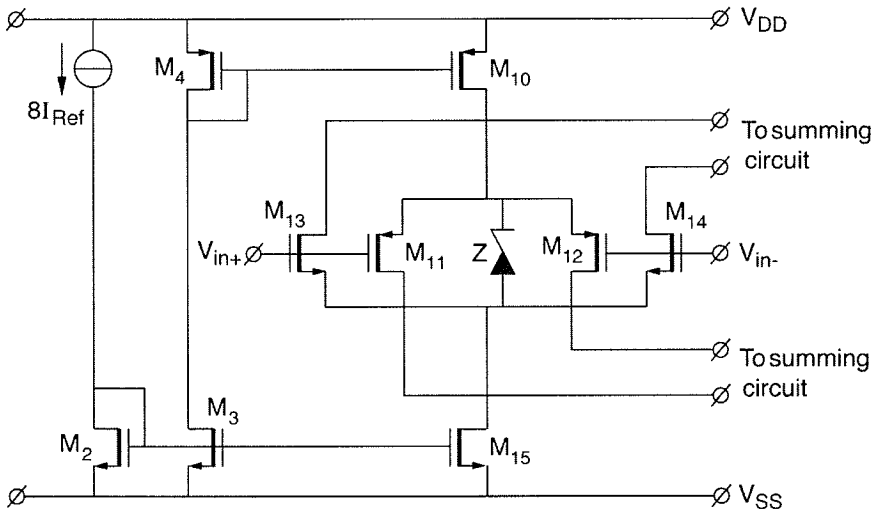 V_DD
M_4
M_10
8I_Ref
To summing
circuit
M_13
M_14
V_in+
M_11
Z
M_12
V_in-
To summing
circuit
M_3
M_2
M_15
V_SS